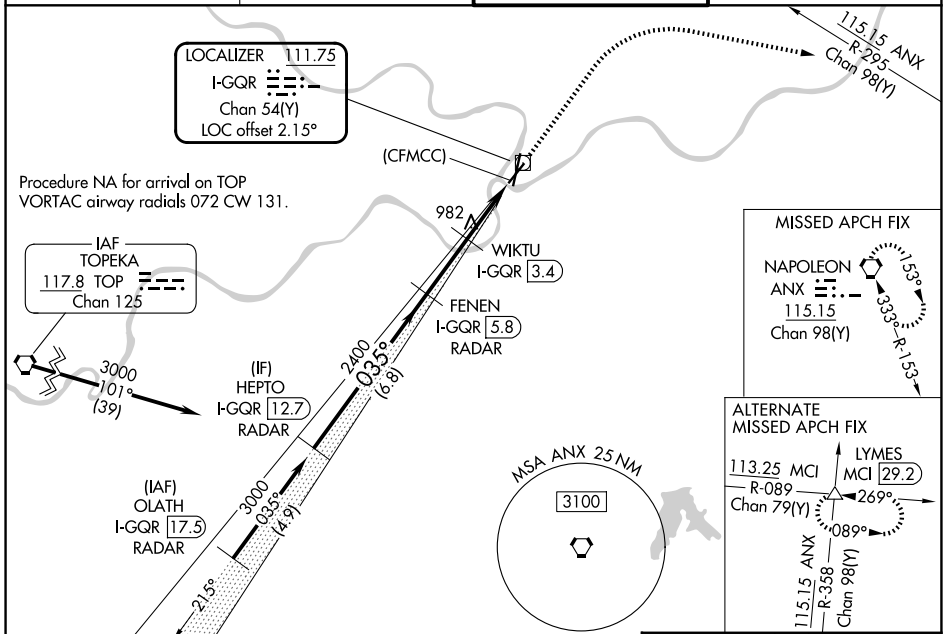 LOCALIZER 111.75
I-GQR
Chan 54(Y)
LOC offset 2.15°
115.15 ANX
R-295
Chan 98(Y)
(CFMCC)
Procedure NA for arrival on TOP
VORTAC airway radials 072 CW 131.
IAF
TOPEKA
117.8 TOP
Chan 125
3000
101°
(39)
982
WIKTU
I-GQR 3.4
FENEN
I-GQR 5.8
RADAR
2400
035°
(6.8)
(IF)
HEPTO
I-GQR 12.7
RADAR
3000
035°
(4.9)
(IAF)
OLATH
I-GQR 17.5
RADAR
215°
MSA ANX 25 NM
3100
MISSED APCH FIX
NAPOLEON
ANX
115.15
Chan 98(Y)
153°
333°
R-153
ALTERNATE
MISSED APCH FIX
LYMES
MCI 29.2
113.25 MCI
R-089
Chan 79(Y)
269°
089°
115.15 ANX
R-358
Chan 98(Y)